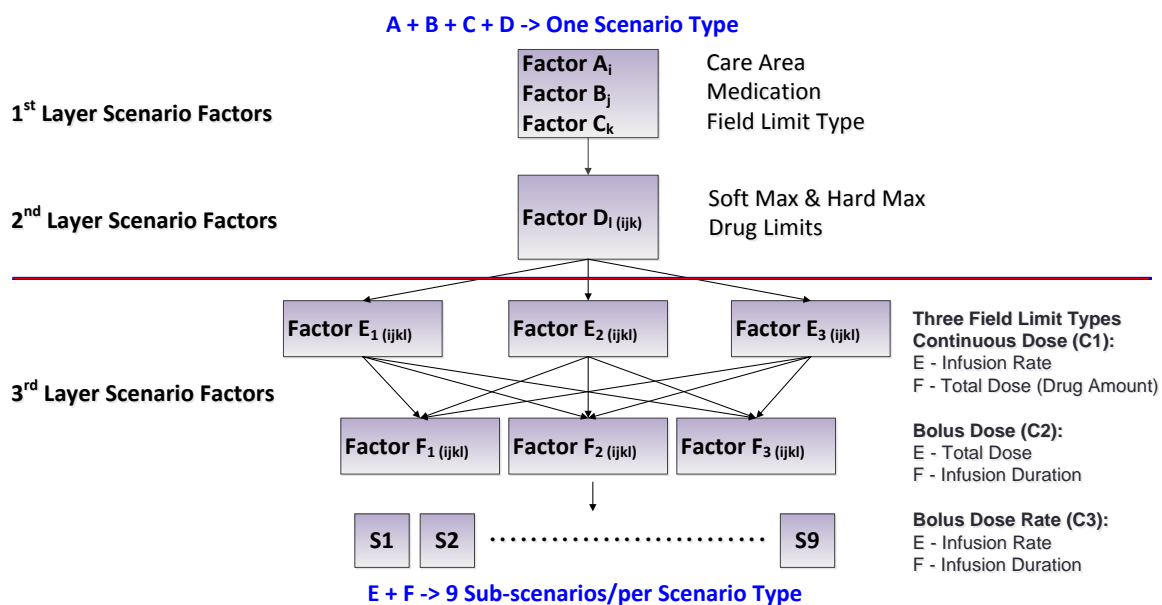 A + B + C + D -> One Scenario Type
1st Layer Scenario Factors
Factor Ai
Factor Bj
Factor Ck
Care Area
Medication
Field Limit Type
2nd Layer Scenario Factors
Factor Dl (ijk)
Soft Max & Hard Max
Drug Limits
3rd Layer Scenario Factors
Factor E1 (ijkl)
Factor E2 (ijkl)
Factor E3 (ijkl)
Factor F1 (ijkl)
Factor F2 (ijkl)
Factor F3 (ijkl)
Three Field Limit Types
Continuous Dose (C1):
E - Infusion Rate
F - Total Dose (Drug Amount)
Bolus Dose (C2):
E - Total Dose
F - Infusion Duration
Bolus Dose Rate (C3):
E - Infusion Rate
F - Infusion Duration
S1
S2
S9
E + F -> 9 Sub-scenarios/per Scenario Type